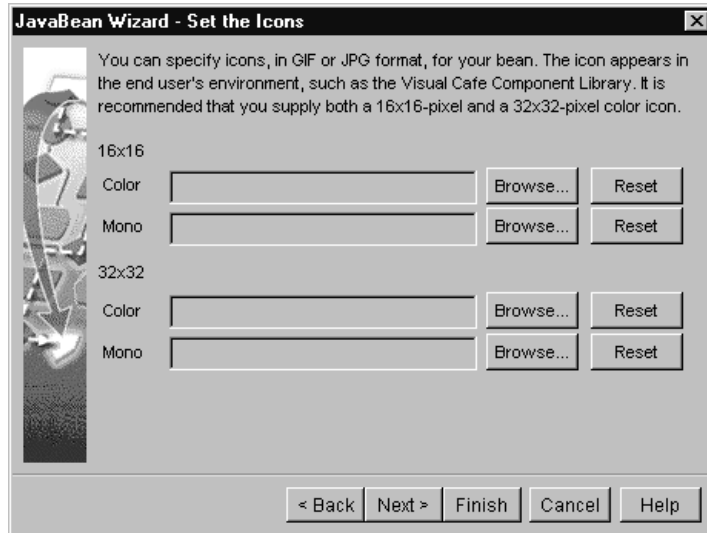 JavaBean Wizard - Set the Icons
You can specify icons, in GIF or JPG format, for your bean. The icon appears in
the end user's environment, such as the Visual Cafe Component Library. It is
recommended that you supply both a 16x16-pixel and a 32x32-pixel color icon.
16x16
Color Browse... Reset
Mono Browse... Reset
32x32
Color Browse... Reset
Mono Browse... Reset
< Back Next > Finish Cancel Help